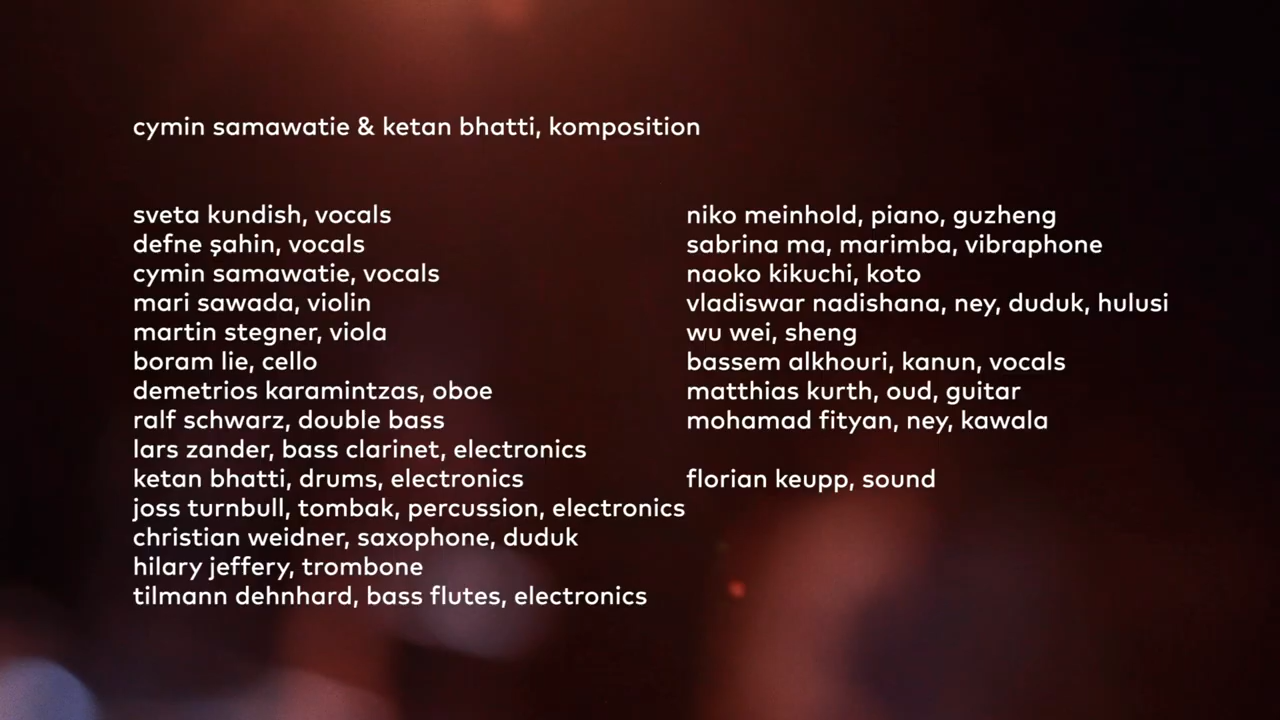 cymin samawatie & ketan bhatti, komposition
sveta kundish, vocals
defne şahin, vocals
cymin samawatie, vocals
mari sawada, violin
martin stegner, viola
boram lie, cello
demetrios karamintzas, oboe
ralf schwarz, double bass
lars zander, bass clarinet, electronics
ketan bhatti, drums, electronics
joss turnbull, tombak, percussion, electronics
christian weidner, saxophone, duduk
hilary jeffery, trombone
tilmann dehnhard, bass flutes, electronics
niko meinhold, piano, guzheng
sabrina ma, marimba, vibraphone
naoko kikuchi, koto
vladiswar nadishana, ney, duduk, hulusi
wu wei, sheng
bassem alkhouri, kanun, vocals
matthias kurth, oud, guitar
mohamad fityan, ney, kawala
florian keupp, sound